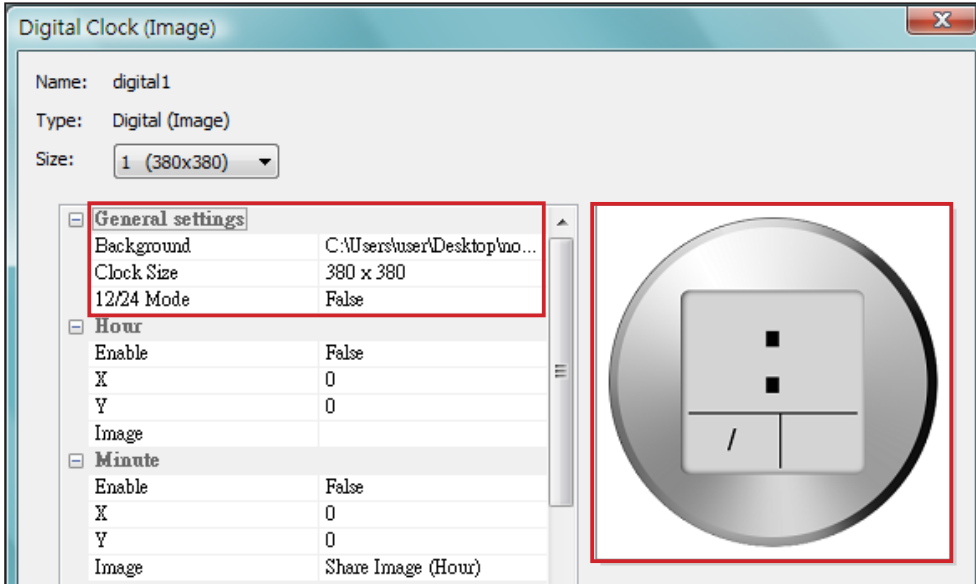 Digital Clock (Image)
Name: digital1
Type: Digital (Image)
Size: 1 (380x380)
General settings
Background C:\Users\user\Desktop\no...
Clock Size 380 x 380
12/24 Mode False
Hour
Enable False
X 0
Y 0
Image
Minute
Enable False
X 0
Y 0
Image Share Image (Hour)
:
/